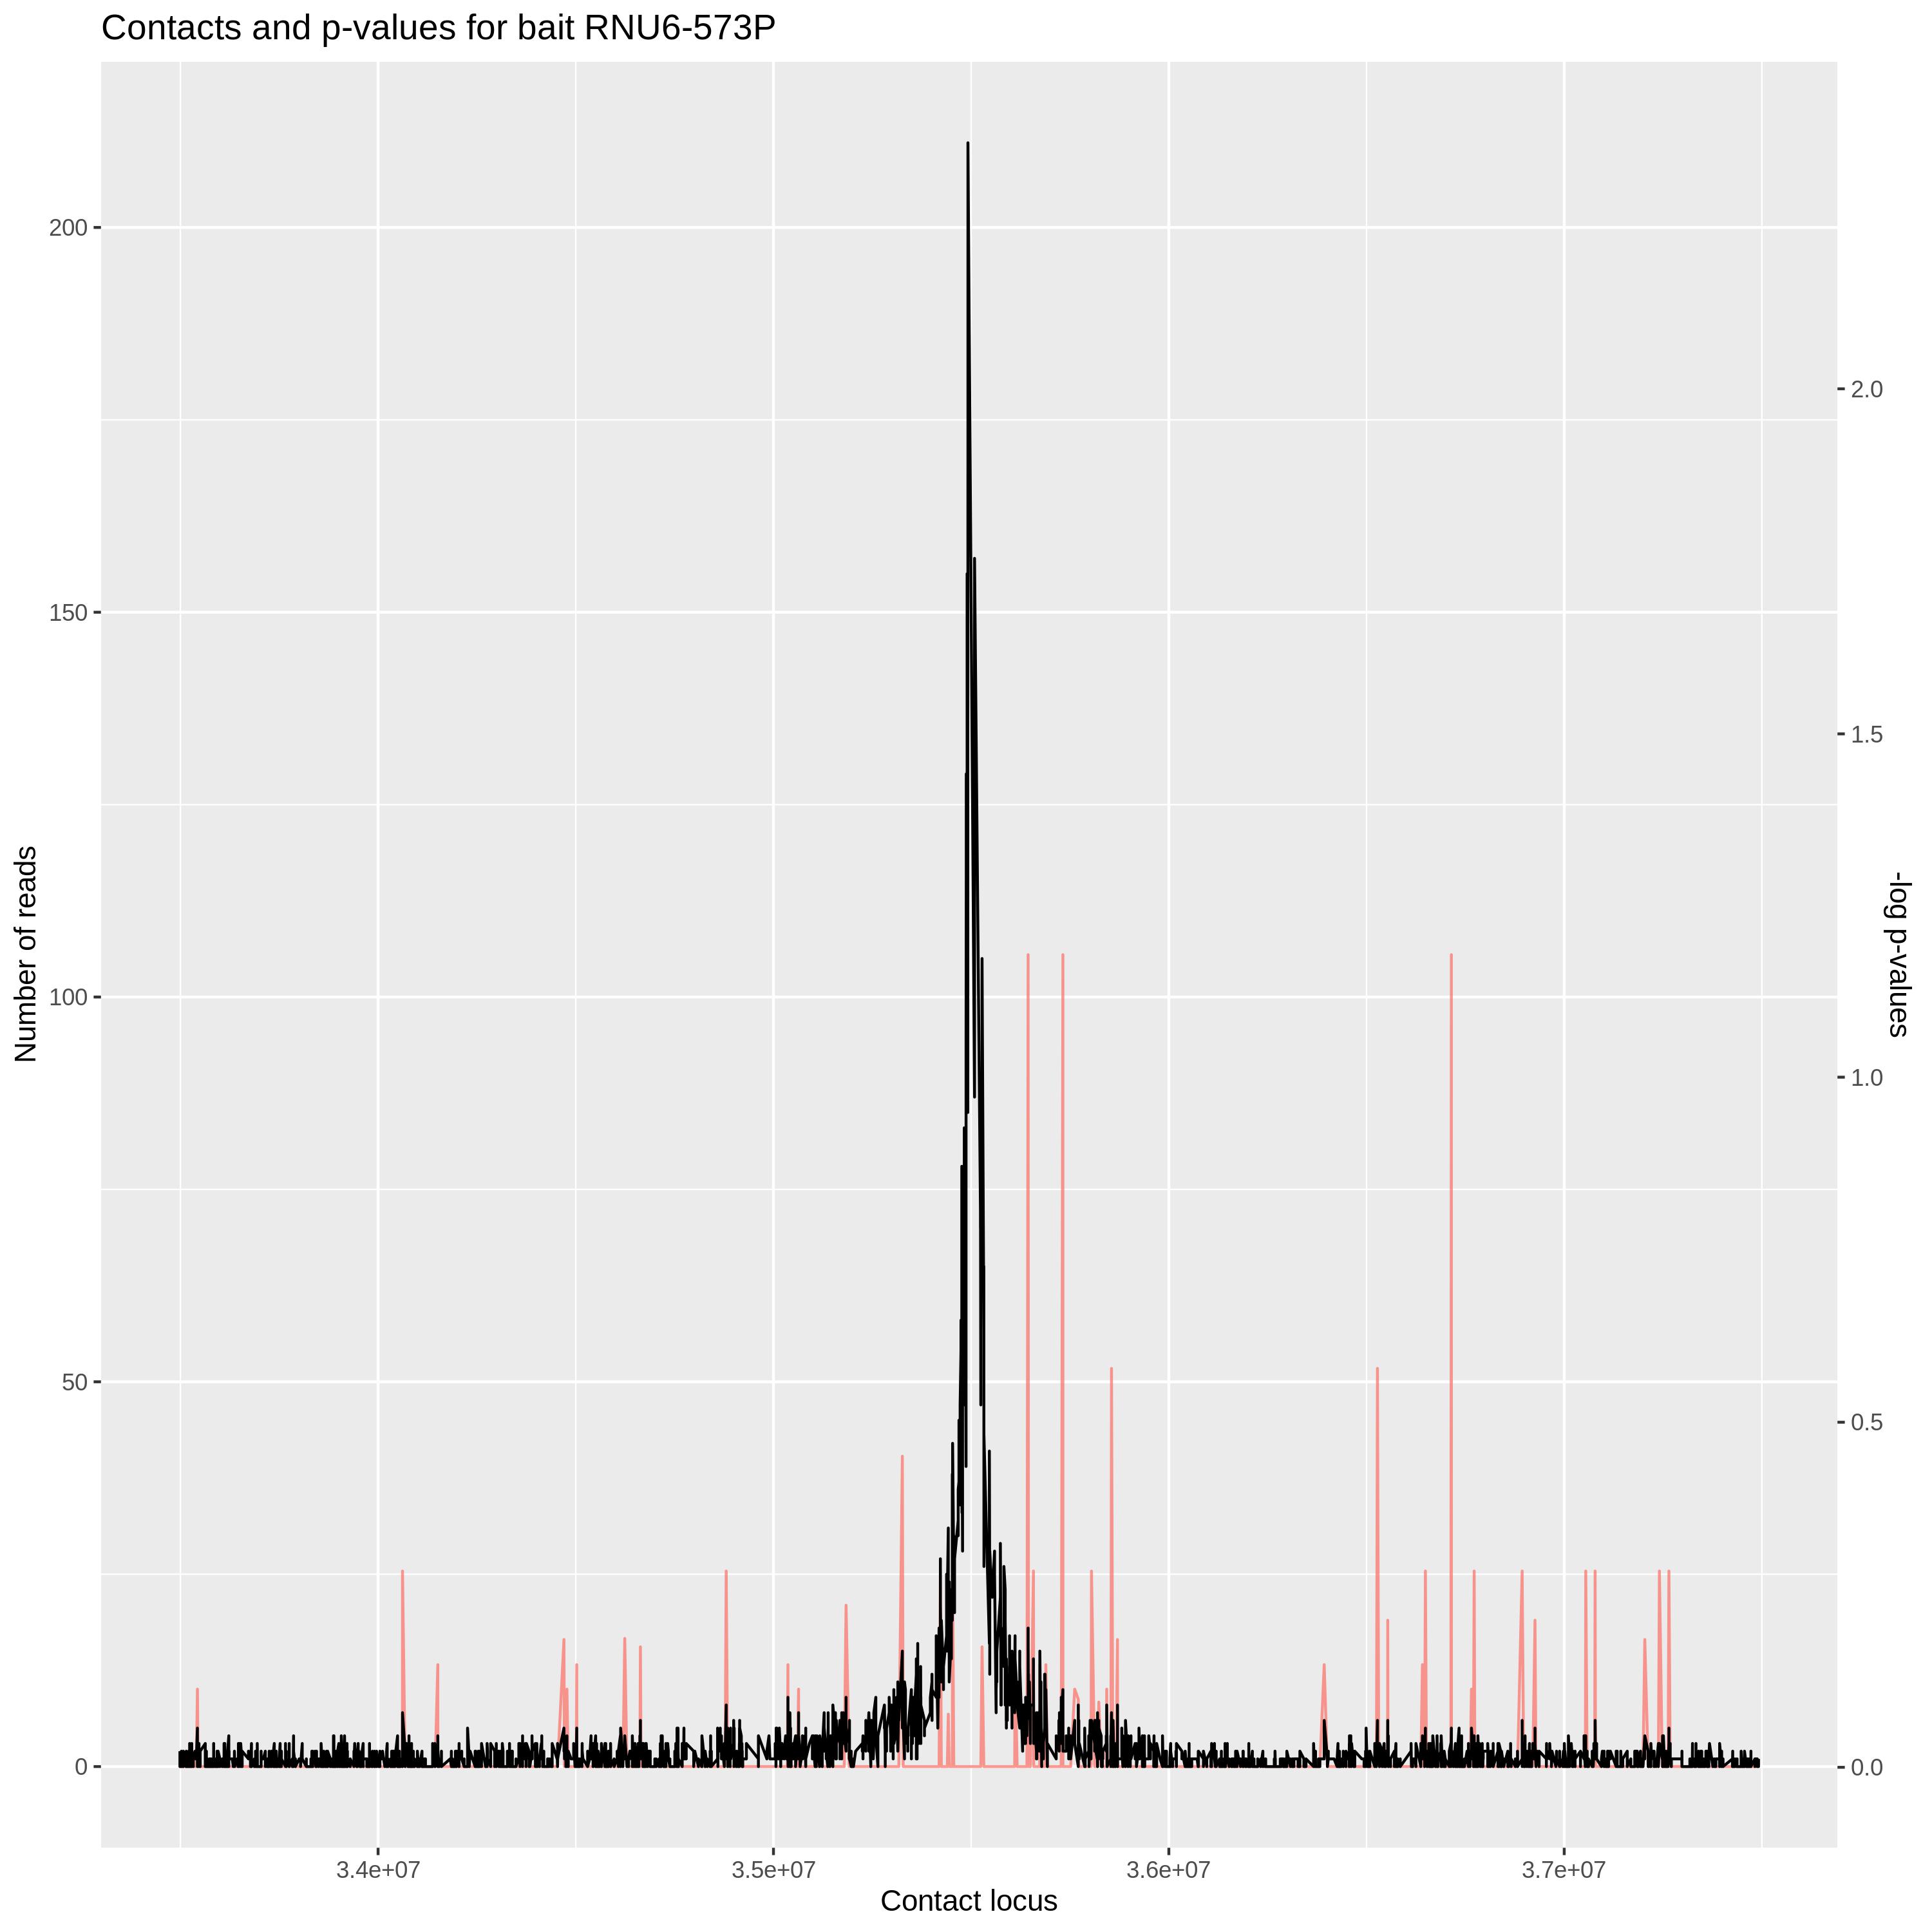 Contacts and p-values for bait RNU6-573P
200
150
100
50
0
2.0
1.5
1.0
0.5
0.0
Number of reads
-log p-values
3.4e+07
3.5e+07
3.6e+07
3.7e+07
Contact locus